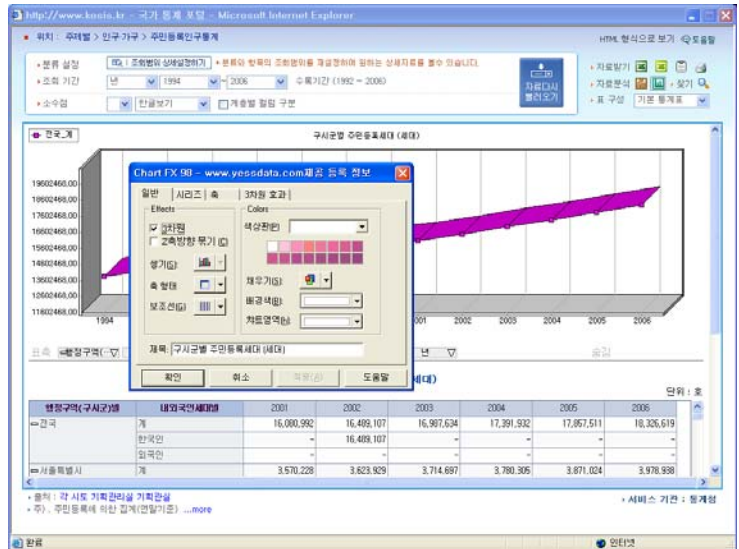 http://www.kosis.kr - 국가 통계 포털 - Microsoft Internet Explorer
위치 : 주제별 > 인구·가구 > 주민등록인구통계
HTML 형식으로 보기 도움말
분류 설정 조회범위 상세설정하기 분류와 항목의 조회범위를 재설정하여 원하는 상세자료를 볼수 있습니다.
조회 기간 년 1994 ~ 2006 수록기간 (1992 ~ 2006)
소수점 한글보기 계층별 컬럼 구분
자료다시 불러오기
자료받기
자료분석 찾기
표 구성 기본 통계표
전국_계
구시군별 주민등록세대 (세대)
19602468,00
18602468,00
17602468,00
16602468,00
15602468,00
14602468,00
13602468,00
12602468,00
11602468,00
1994 001 2002 2003 2004 2005 2006
Chart FX 98 - www.yessdata.com제공 등록 정보
일반 시리즈 축 3차원 효과
Effects
3차원
Z축방향 묶기(C)
성기(G):
축 형태
보조선(G)
Colors
색상판(P)
채우기(S):
배경색(B):
챠트영역(H):
제목: 구시군별 주민등록세대 (세대)
확인 취소 적용(A) 도움말
표측 행정구역( 년 숨김
세대)
단위 : 호
행정구역(구시군)별 내외국인세대별 2001 2002 2003 2004 2005 2006
전국 계 16,080,992 16,489,107 16,987,634 17,391,932 17,857,511 18,326,619
한국인 - 16,489,107 - - - -
외국인 - - - - - -
서울특별시 계 3,570,228 3,623,929 3,714,697 3,780,305 3,871,024 3,978,938
출처 : 각 시도 기획관리실 기획관실
주) . 주민등록에 의한 집계(연말기준) ...more
서비스 기관 : 통계청
완료
인터넷